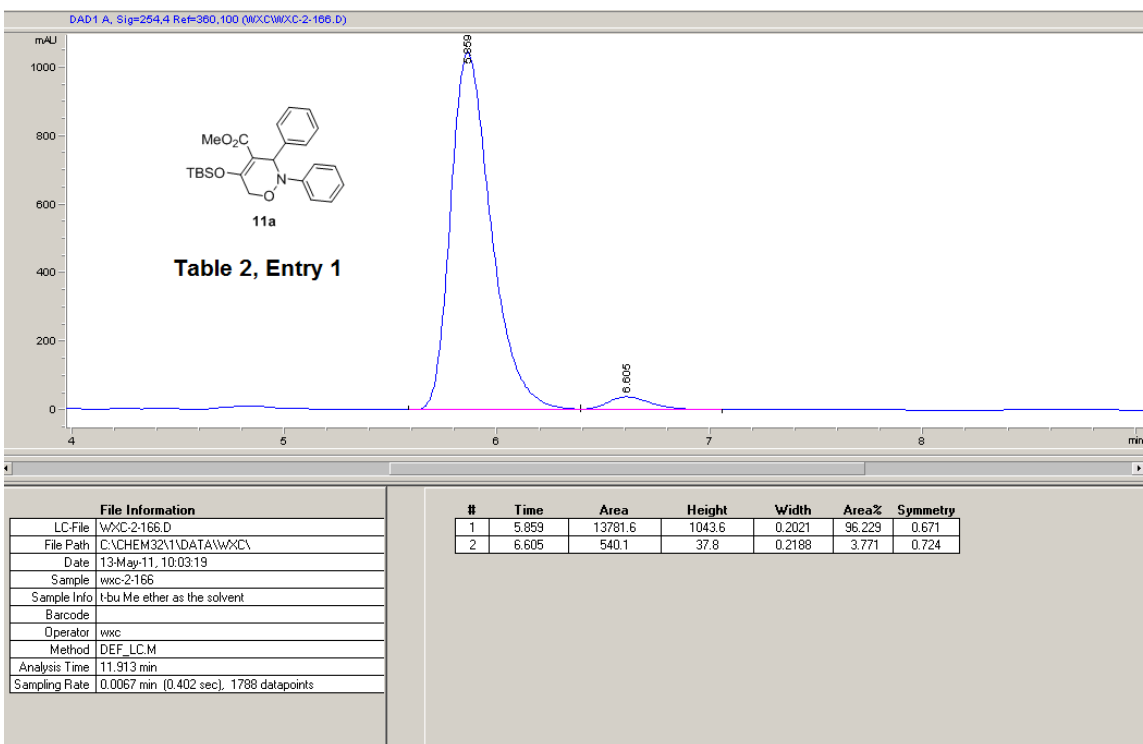 DAD1 A, Sig=254,4 Ref=360,100 (WXC\WXC-2-166.D)
mAU
1000
800
600
400
200
0
5.859
6.605
MeO2C
TBSO
N
O
11a
Table 2, Entry 1
4 5 6 7 8 min
File Information
LC-File WXC-2-166.D
File Path C:\CHEM32\1\DATA\WXC\
Date 13-May-11, 10:03:19
Sample wxc-2-166
Sample Info t-bu Me ether as the solvent
Barcode
Operator wxc
Method DEF_LC.M
Analysis Time 11.913 min
Sampling Rate 0.0067 min (0.402 sec), 1788 datapoints
# Time Area Height Width Area% Symmetry
1 5.859 13781.6 1043.6 0.2021 96.229 0.671
2 6.605 540.1 37.8 0.2188 3.771 0.724